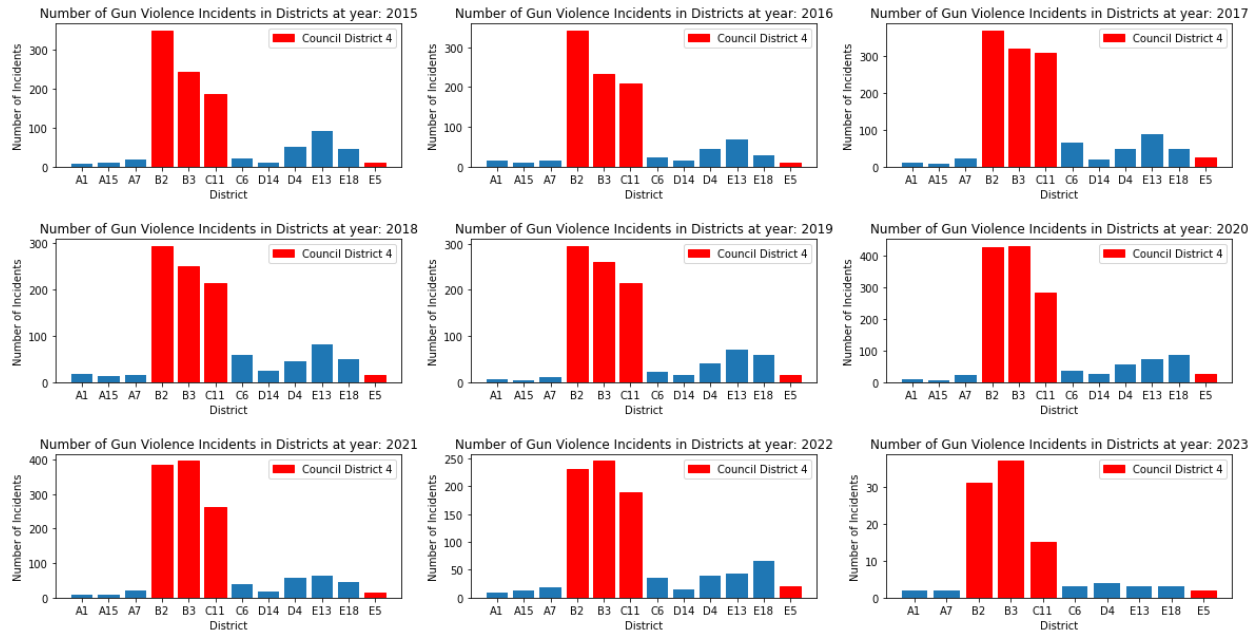 Number of Gun Violence Incidents in Districts at year: 2015
Number of Incidents
300
200
100
0
Council District 4
A1 A15 A7 B2 B3 C11 C6 D14 D4 E13 E18 E5
District
Number of Gun Violence Incidents in Districts at year: 2016
Number of Incidents
300
200
100
0
Council District 4
A1 A15 A7 B2 B3 C11 C6 D14 D4 E13 E18 E5
District
Number of Gun Violence Incidents in Districts at year: 2017
Number of Incidents
300
200
100
0
Council District 4
A1 A15 A7 B2 B3 C11 C6 D14 D4 E13 E18 E5
District
Number of Gun Violence Incidents in Districts at year: 2018
Number of Incidents
300
200
100
0
Council District 4
A1 A15 A7 B2 B3 C11 C6 D14 D4 E13 E18 E5
District
Number of Gun Violence Incidents in Districts at year: 2019
Number of Incidents
300
200
100
0
Council District 4
A1 A15 A7 B2 B3 C11 C6 D14 D4 E13 E18 E5
District
Number of Gun Violence Incidents in Districts at year: 2020
Number of Incidents
400
300
200
100
0
Council District 4
A1 A15 A7 B2 B3 C11 C6 D14 D4 E13 E18 E5
District
Number of Gun Violence Incidents in Districts at year: 2021
Number of Incidents
400
300
200
100
0
Council District 4
A1 A15 A7 B2 B3 C11 C6 D14 D4 E13 E18 E5
District
Number of Gun Violence Incidents in Districts at year: 2022
Number of Incidents
250
200
150
100
50
0
Council District 4
A1 A15 A7 B2 B3 C11 C6 D14 D4 E13 E18 E5
District
Number of Gun Violence Incidents in Districts at year: 2023
Number of Incidents
30
20
10
0
Council District 4
A1 A7 B2 B3 C11 C6 D4 E13 E18 E5
District